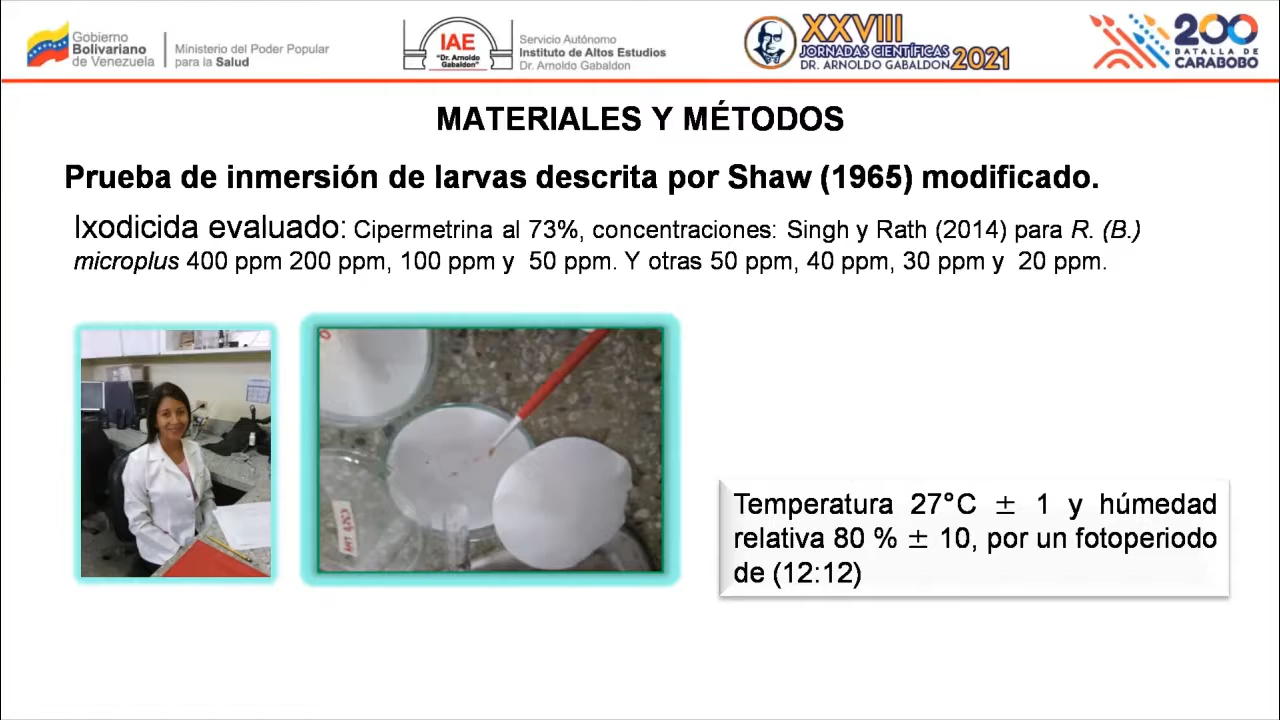 Gobierno
Bolivariano
de Venezuela
Ministerio del Poder Popular
para la Salud
IAE
"Dr. Arnoldo
Gabaldon"
Servicio Autónomo
Instituto de Altos Estudios
Dr. Arnoldo Gabaldon
XXVIII
JORNADAS CIENTÍFICAS
DR. ARNOLDO GABALDON
2021
200
BATALLA DE
CARABOBO
MATERIALES Y MÉTODOS
Prueba de inmersión de larvas descrita por Shaw (1965) modificado.
Ixodicida evaluado: Cipermetrina al 73%, concentraciones: Singh y Rath (2014) para R. (B.)
microplus 400 ppm 200 ppm, 100 ppm y 50 ppm. Y otras 50 ppm, 40 ppm, 30 ppm y 20 ppm.
Temperatura 27°C ± 1 y húmedad
relativa 80 % ± 10, por un fotoperiodo
de (12:12)